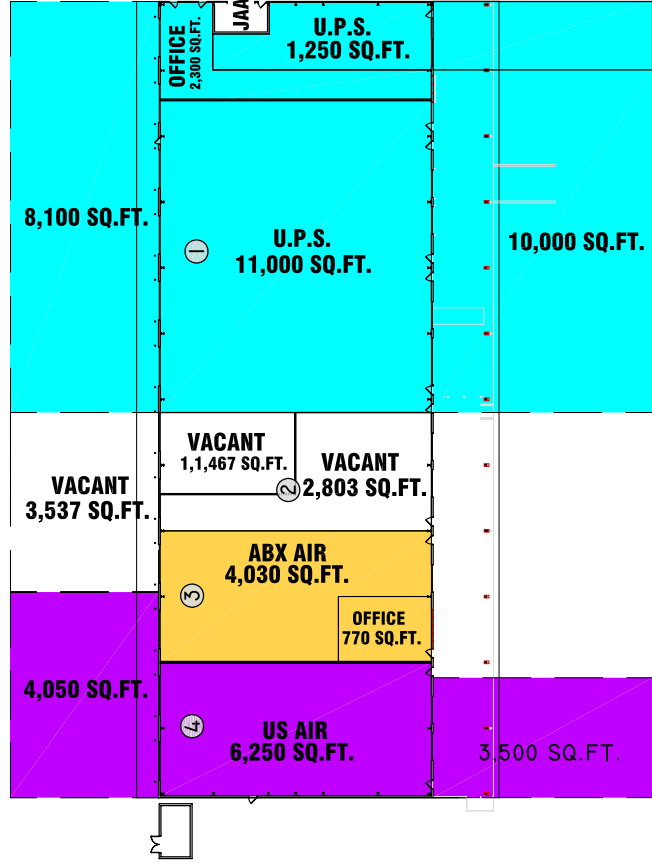 JAA
OFFICE
2,300 SQ.FT.
U.P.S.
1,250 SQ.FT.
8,100 SQ.FT.
1
U.P.S.
11,000 SQ.FT.
10,000 SQ.FT.
VACANT
1,1,467 SQ.FT.
VACANT
2,803 SQ.FT.
2
VACANT
3,537 SQ.FT.
ABX AIR
4,030 SQ.FT.
3
OFFICE
770 SQ.FT.
4,050 SQ.FT.
4
US AIR
6,250 SQ.FT.
3,500 SQ.FT.